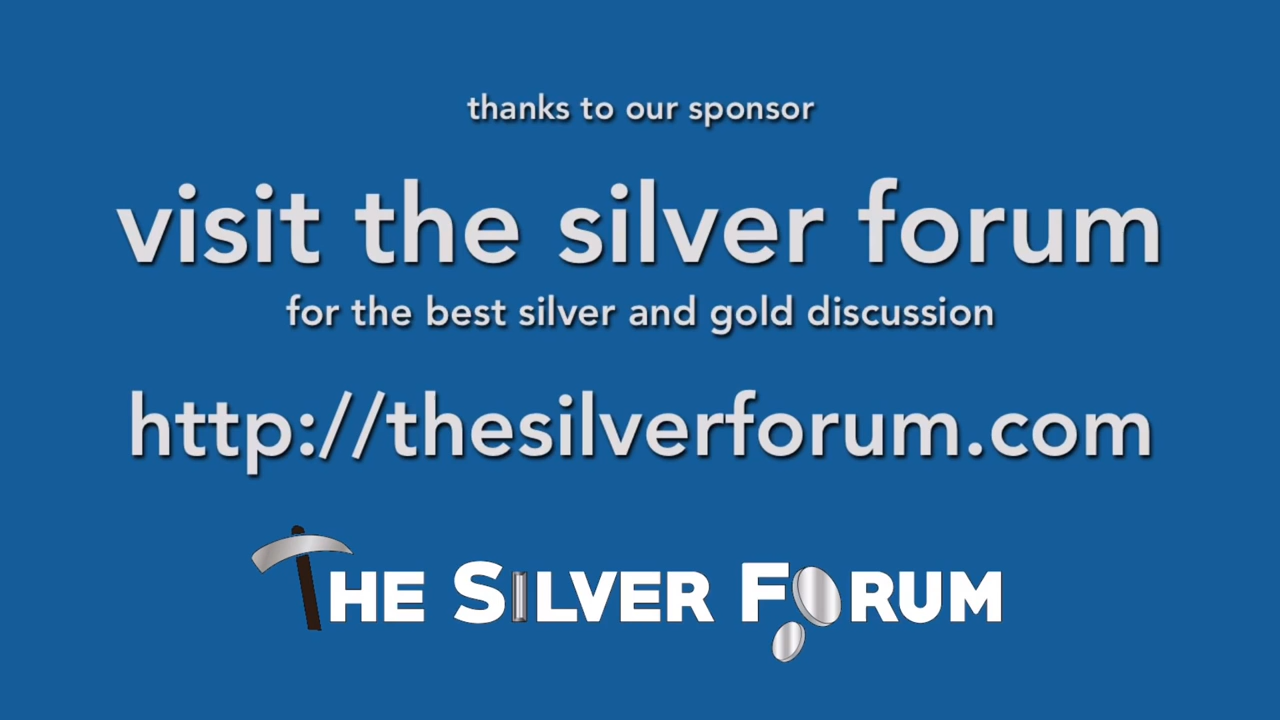 thanks to our sponsor
visit the silver forum
for the best silver and gold discussion
http://thesilverforum.com
THE SILVER FORUM